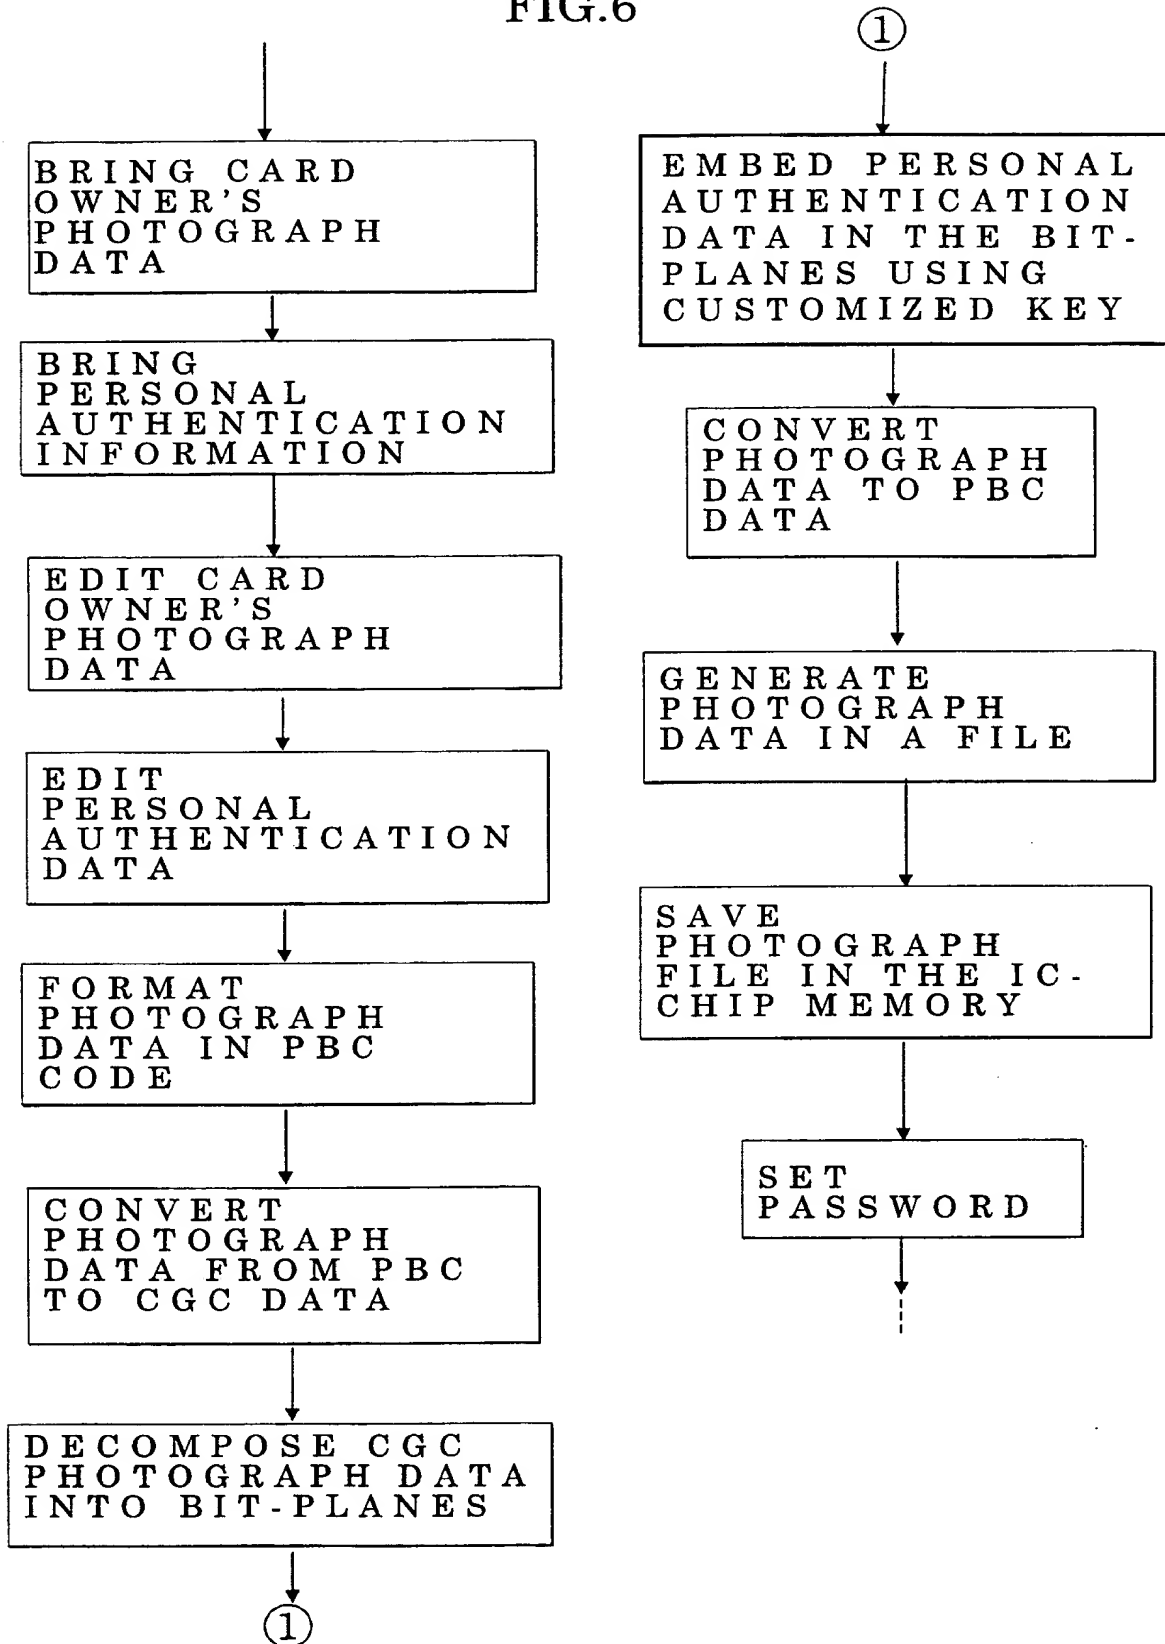 FIG.6
BRING CARD
OWNER'S
PHOTOGRAPH
DATA
BRING
PERSONAL
AUTHENTICATION
INFORMATION
EDIT CARD
OWNER'S
PHOTOGRAPH
DATA
EDIT
PERSONAL
AUTHENTICATION
DATA
FORMAT
PHOTOGRAPH
DATA IN PBC
CODE
CONVERT
PHOTOGRAPH
DATA FROM PBC
TO CGC DATA
DECOMPOSE CGC
PHOTOGRAPH DATA
INTO BIT-PLANES
①
①
EMBED PERSONAL
AUTHENTICATION
DATA IN THE BIT-
PLANES USING
CUSTOMIZED KEY
CONVERT
PHOTOGRAPH
DATA TO PBC
DATA
GENERATE
PHOTOGRAPH
DATA IN A FILE
SAVE
PHOTOGRAPH
FILE IN THE IC-
CHIP MEMORY
SET
PASSWORD